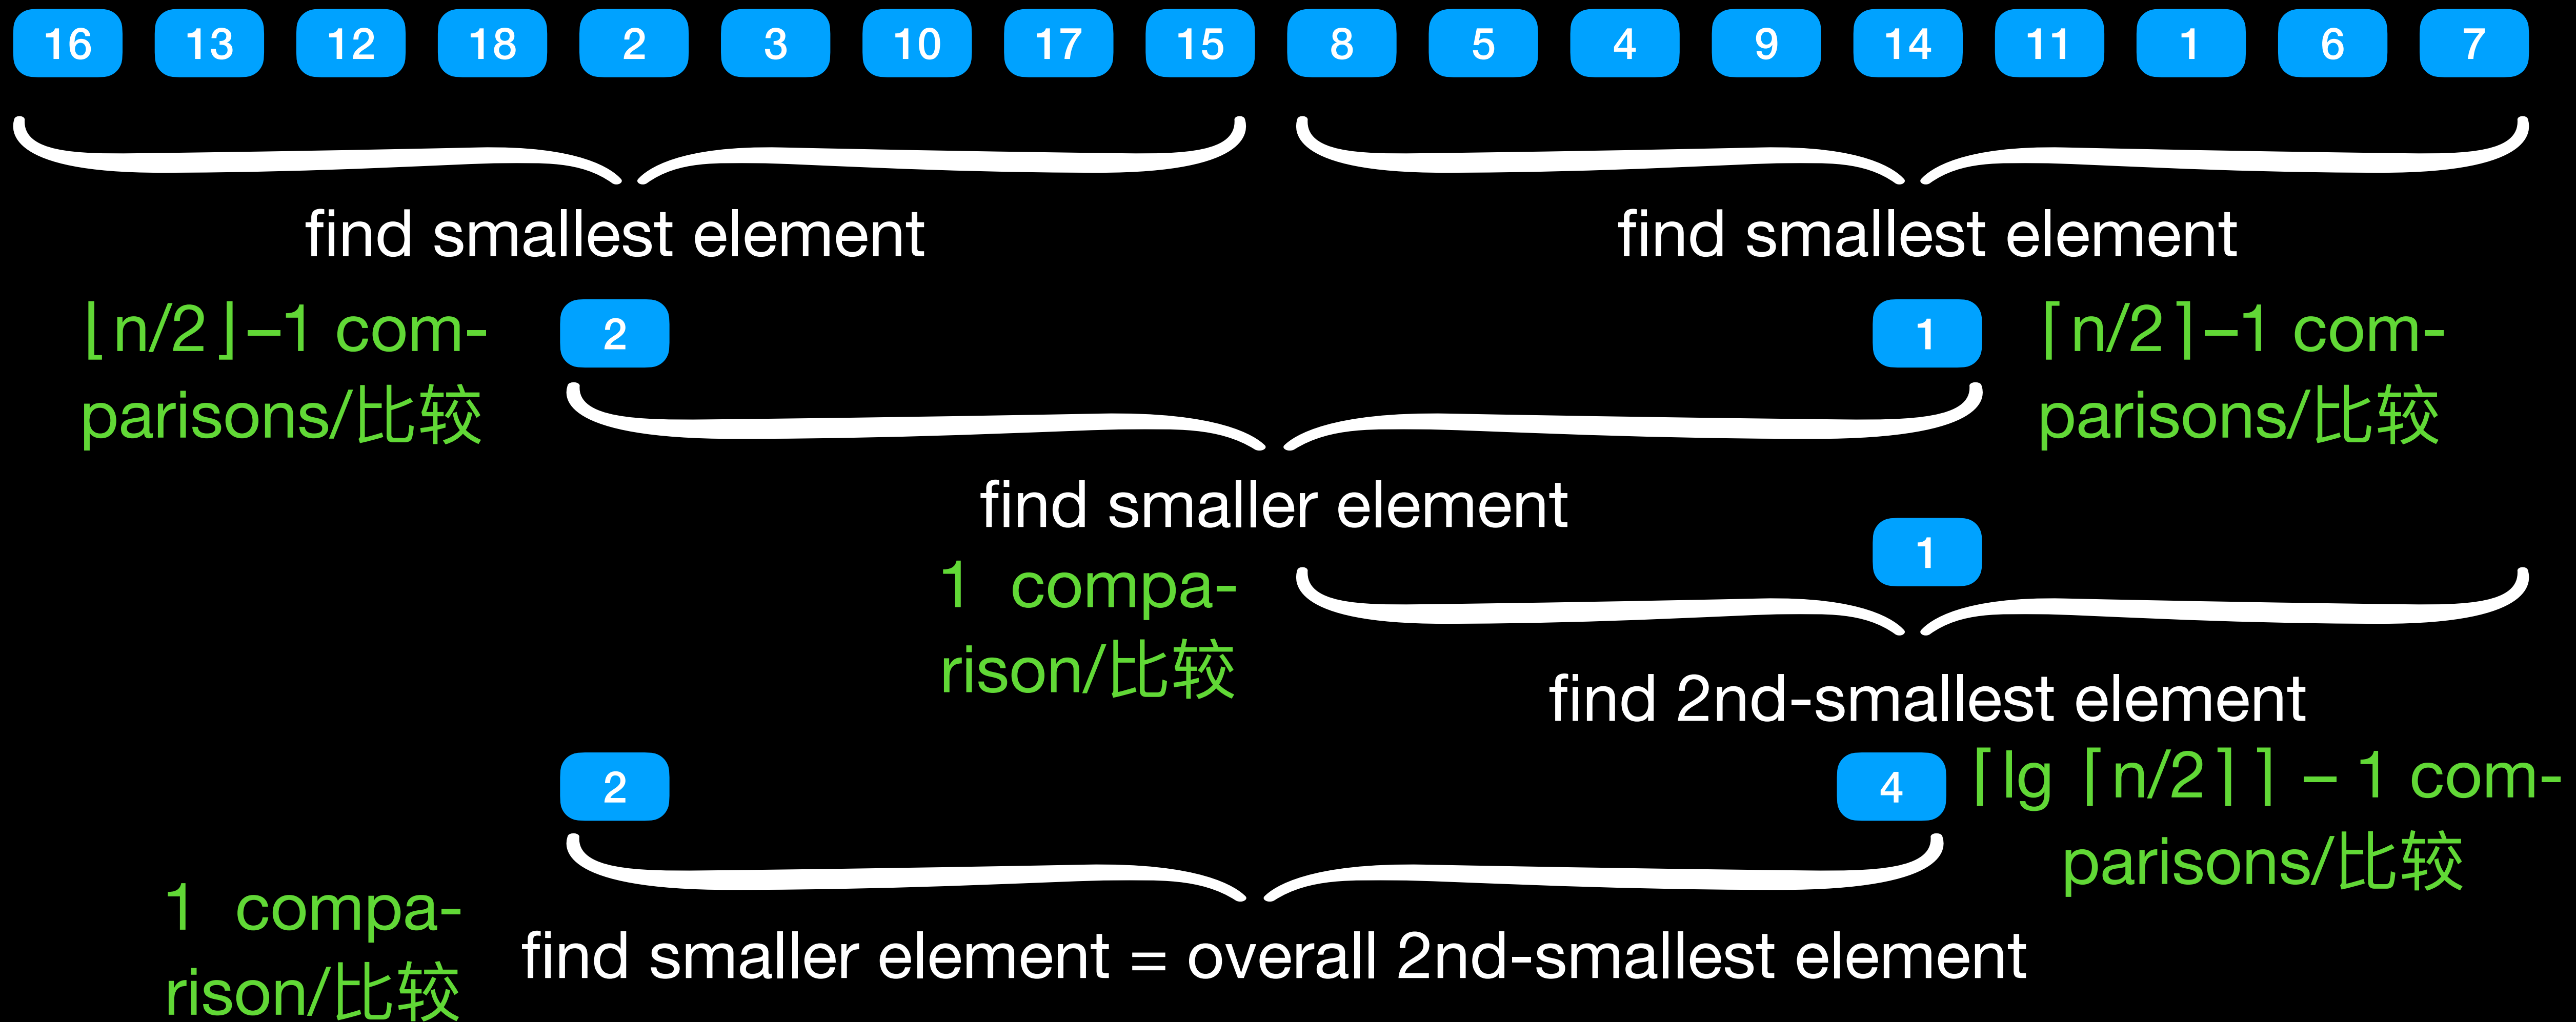 16 13 12 18 2 3 10 17 15 8 5 4 9 14 11 1 6 7
find smallest element
find smallest element
⌊n/2⌋–1 com-
parisons/比较
2
1
⌈n/2⌉–1 com-
parisons/比较
find smaller element
1 compa-
rison/比较
1
find 2nd-smallest element
2
4
⌈lg ⌈n/2⌉⌉ – 1 com-
parisons/比较
1 compa-
rison/比较
find smaller element = overall 2nd-smallest element